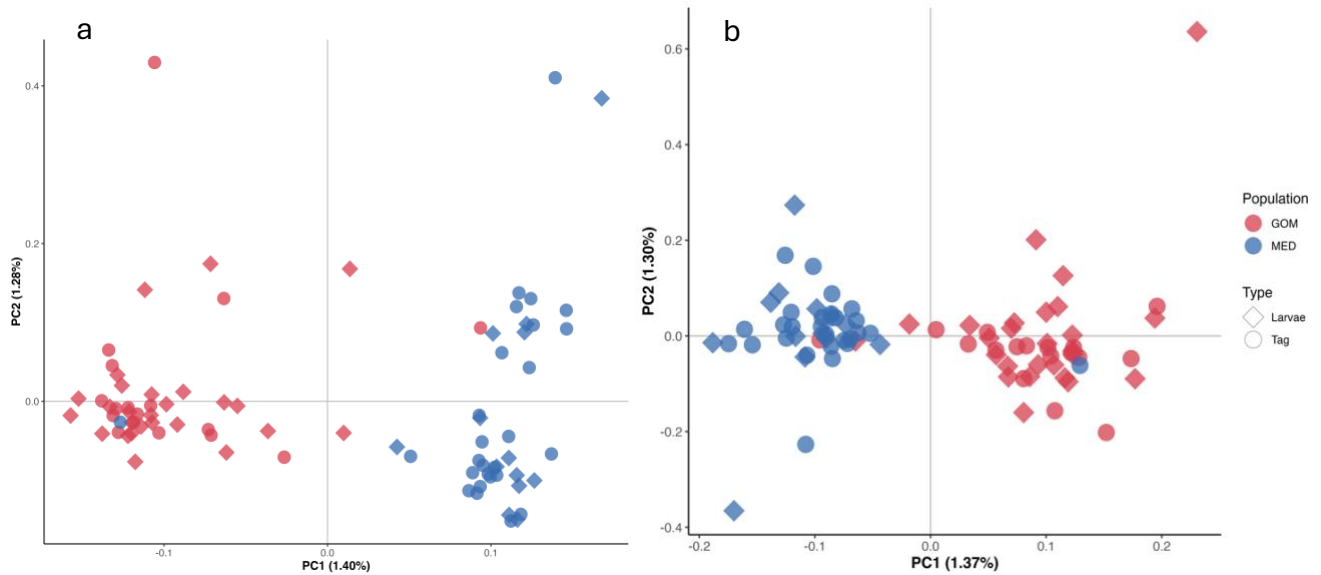 a
0.4
0.2
0.0
PC2 (1.28%)
-0.1
0.0
0.1
PC1 (1.40%)
b
0.6
0.4
0.2
0.0
-0.2
-0.4
PC2 (1.30%)
-0.2
-0.1
0.0
0.1
0.2
PC1 (1.37%)
Population
GOM
MED
Type
Larvae
Tag